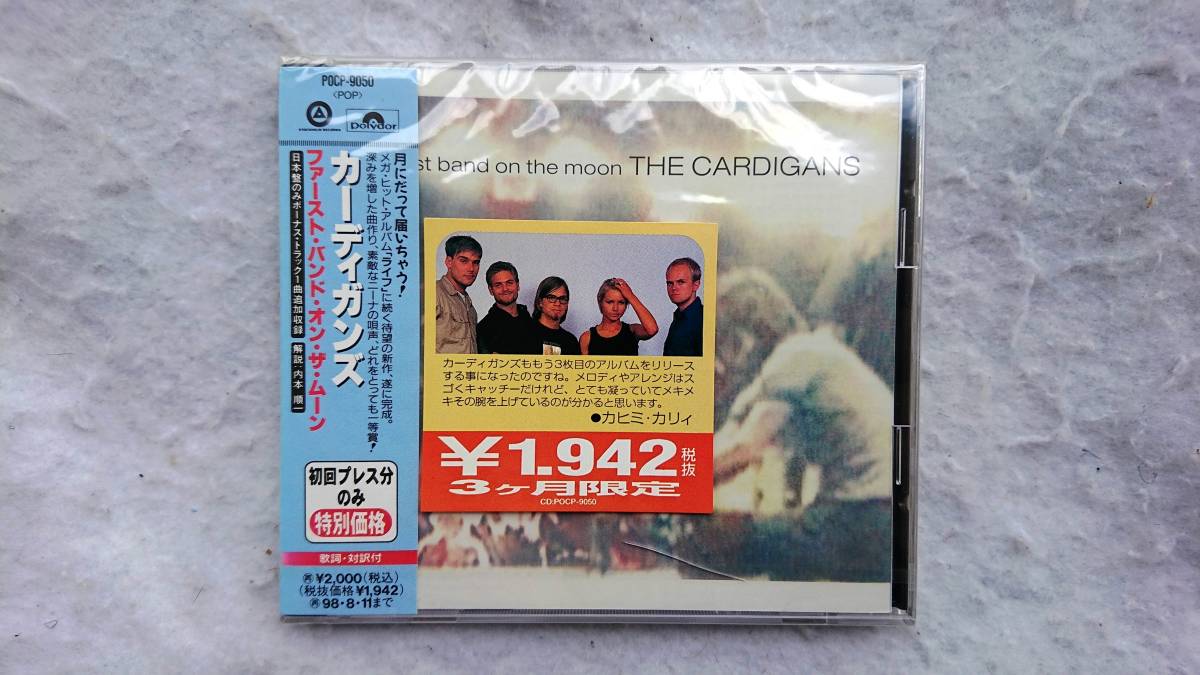 POCP-9050
〈POP〉
STOCKHOLM RECORDS
Polydor
月にだって届いちゃう!
メガ・ヒット・アルバム「ライフ」に続く待望の新作、遂に完成。
深みを増した曲作り、素敵なニーナの唄声、どれをとっても一等賞!
カーディガンズ
ファースト・バンド・オン・ザ・ムーン
日本盤のみボーナス・トラック1曲追加収録
解説:内本 順一
初回プレス分
のみ
特別価格
歌詞・対訳付
㋐¥2,000(税込)
(税抜価格¥1,942)
㋐98・8・11まで
st band on the moon THE CARDIGANS
カーディガンズももう3枚目のアルバムをリリース
する事になったのですね。メロディやアレンジはス
ゴくキャッチーだけれど、とても凝っていてメキメ
キその腕を上げているのが分かると思います。
●カヒミ・カリィ
¥1.942税抜
3ヶ月限定
CD:POCP-9050